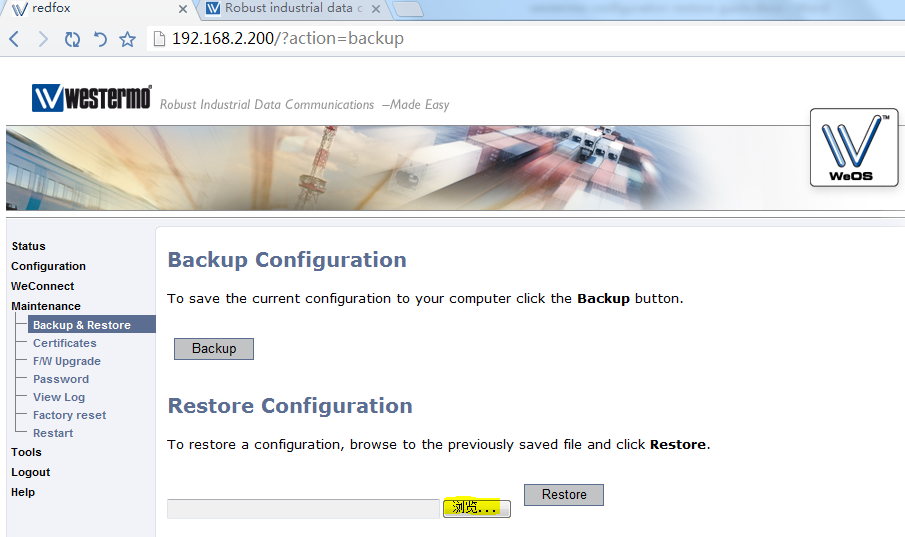 redfox
Robust industrial data c
192.168.2.200/?action=backup
WESTERMO
Robust Industrial Data Communications –Made Easy
TM
WeOS
Status
Configuration
WeConnect
Maintenance
Backup & Restore
Certificates
F/W Upgrade
Password
View Log
Factory reset
Restart
Tools
Logout
Help
Backup Configuration
To save the current configuration to your computer click the Backup button.
Backup
Restore Configuration
To restore a configuration, browse to the previously saved file and click Restore.
浏览...
Restore